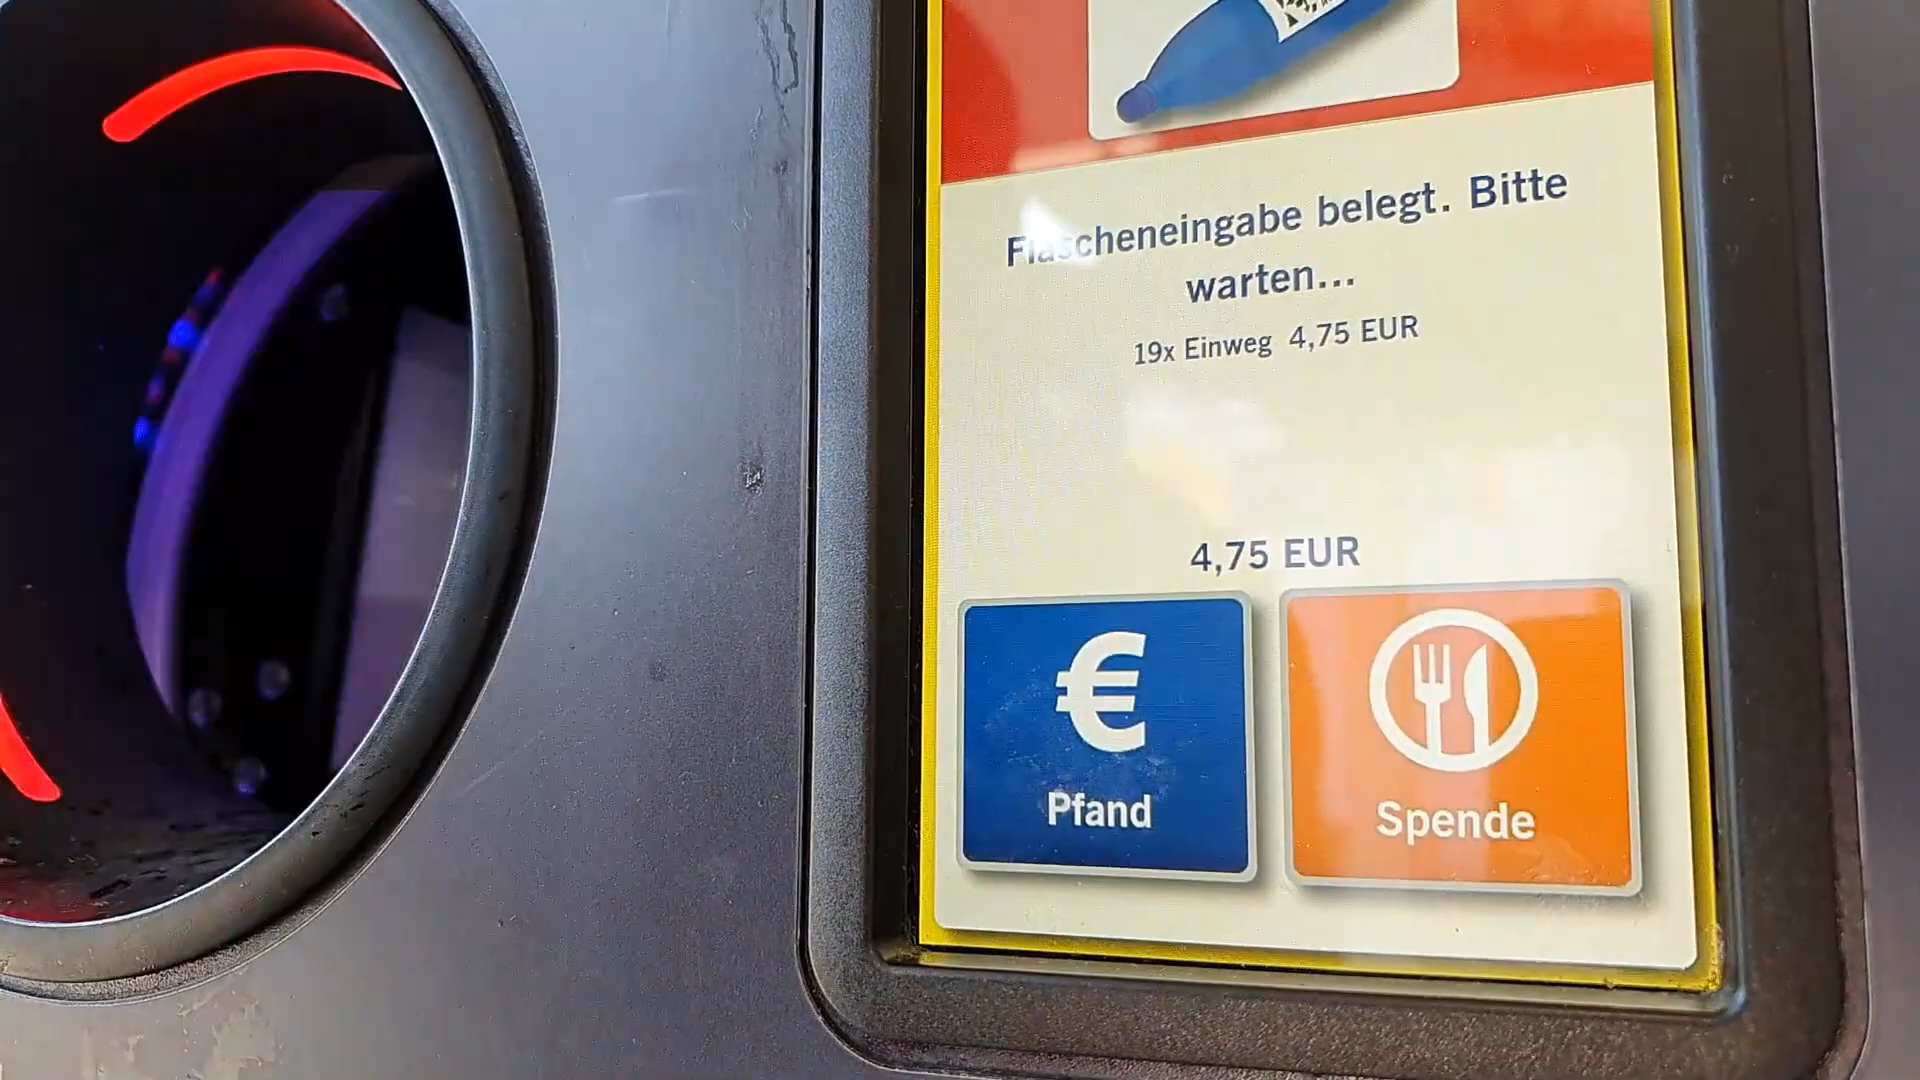 Flascheneingabe belegt. Bitte
warten...
19x Einweg 4,75 EUR
4,75 EUR
€
Pfand
Spende